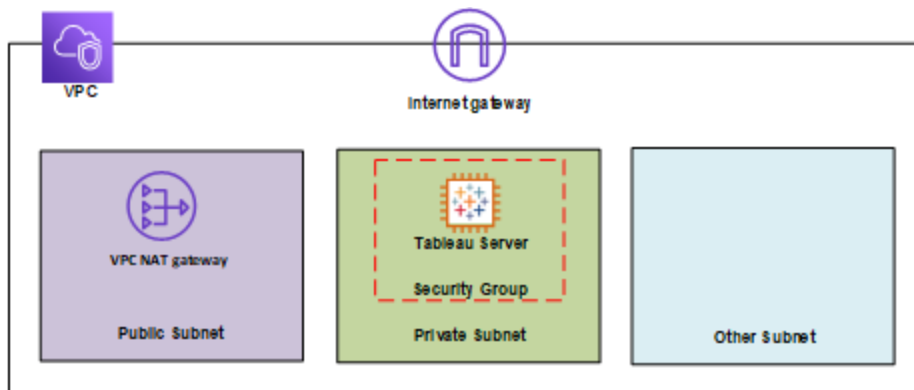 VPC
Internet gateway
VPC NAT gateway
Public Subnet
Tableau Server
Security Group
Private Subnet
Other Subnet